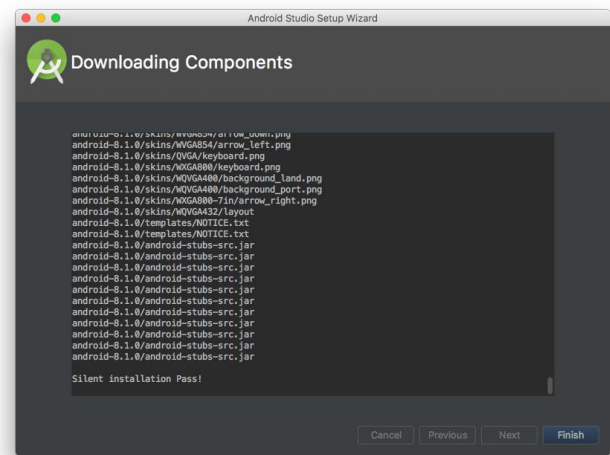 Android Studio Setup Wizard
Downloading Components
android-8.1.0/skins/WVGA854/arrow_down.png
android-8.1.0/skins/WVGA854/arrow_left.png
android-8.1.0/skins/QVGA/keyboard.png
android-8.1.0/skins/WXGA800/keyboard.png
android-8.1.0/skins/WQVGA400/background_land.png
android-8.1.0/skins/WQVGA400/background_port.png
android-8.1.0/skins/WXGA800-7in/arrow_right.png
android-8.1.0/skins/WQVGA432/layout
android-8.1.0/templates/NOTICE.txt
android-8.1.0/templates/NOTICE.txt
android-8.1.0/android-stubs-src.jar
android-8.1.0/android-stubs-src.jar
android-8.1.0/android-stubs-src.jar
android-8.1.0/android-stubs-src.jar
android-8.1.0/android-stubs-src.jar
android-8.1.0/android-stubs-src.jar
android-8.1.0/android-stubs-src.jar
android-8.1.0/android-stubs-src.jar
android-8.1.0/android-stubs-src.jar
android-8.1.0/android-stubs-src.jar
android-8.1.0/android-stubs-src.jar
Silent installation Pass!
Cancel Previous Next Finish